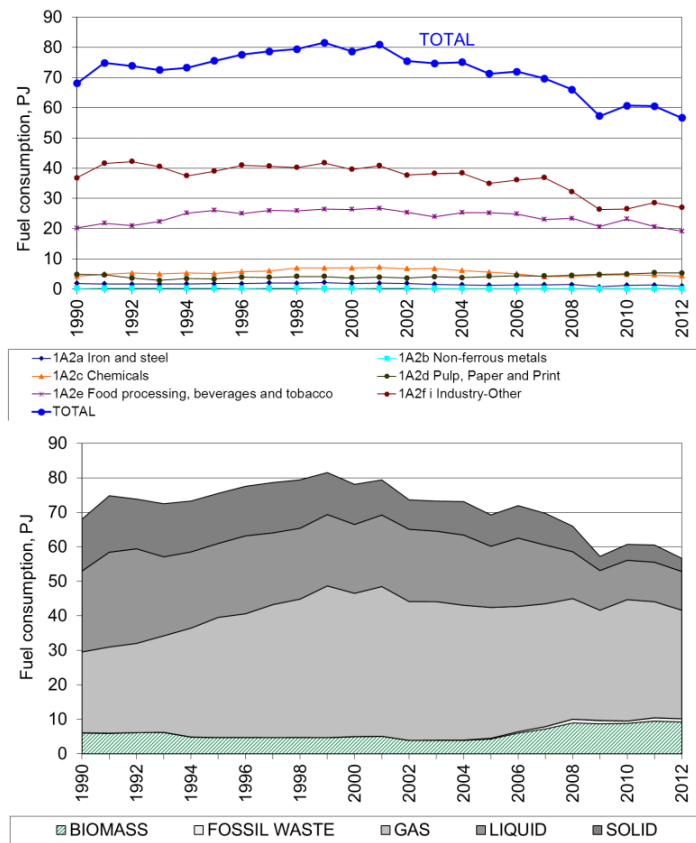 Fuel consumption, PJ
90
80
70
60
50
40
30
20
10
0
TOTAL
1990 1992 1994 1996 1998 2000 2002 2004 2006 2008 2010 2012
1A2a Iron and steel 1A2b Non-ferrous metals
1A2c Chemicals 1A2d Pulp, Paper and Print
1A2e Food processing, beverages and tobacco 1A2f i Industry-Other
TOTAL
Fuel consumption, PJ
90
80
70
60
50
40
30
20
10
0
1990 1992 1994 1996 1998 2000 2002 2004 2006 2008 2010 2012
BIOMASS FOSSIL WASTE GAS LIQUID SOLID